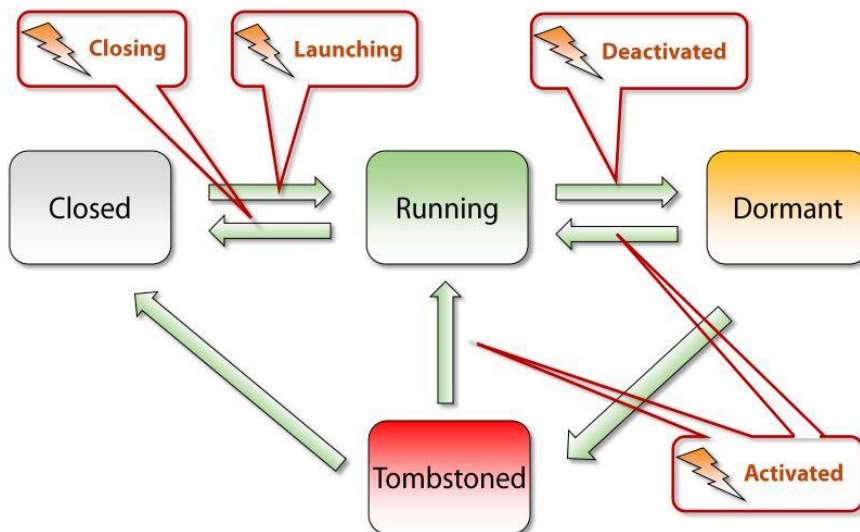 Closing
Launching
Deactivated
Closed
Running
Dormant
Tombstoned
Activated